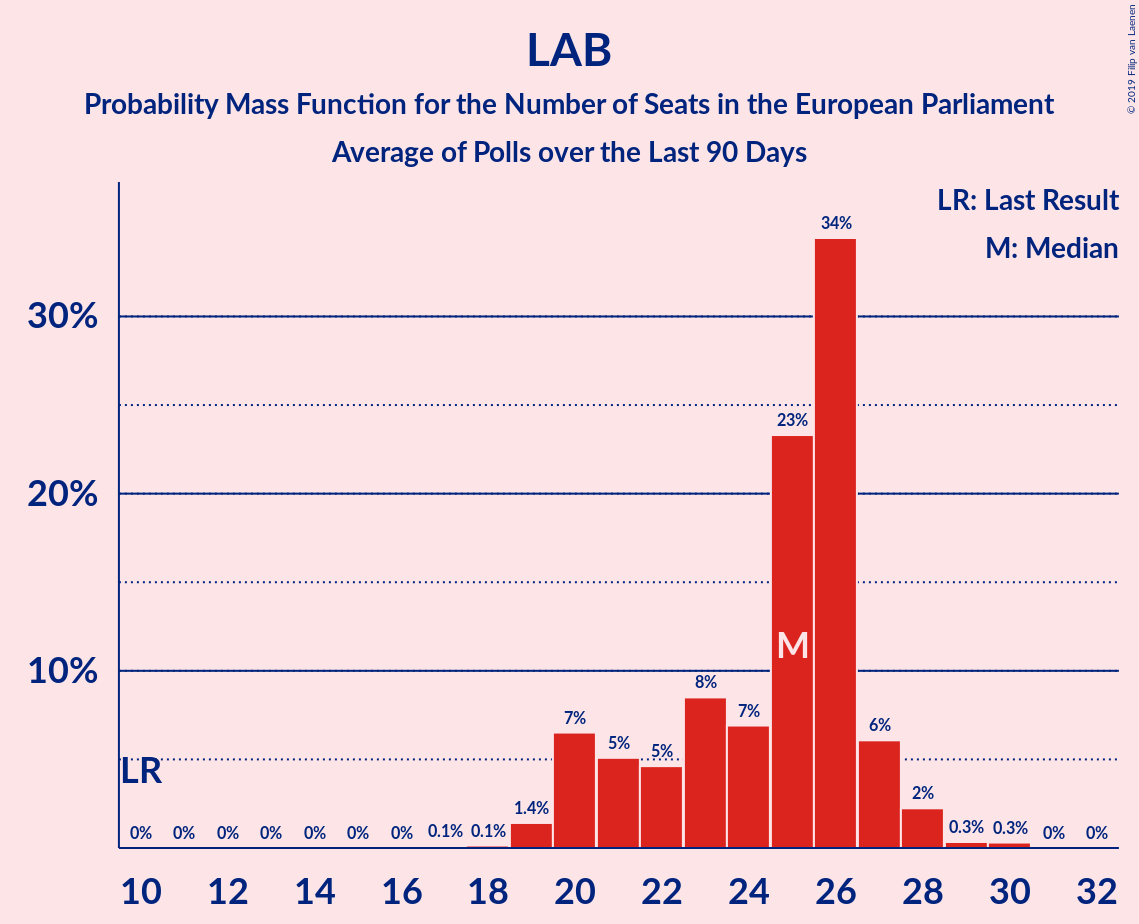 LAB
Probability Mass Function for the Number of Seats in the European Parliament
Average of Polls over the Last 90 Days
© 2019 Filip van Laenen
LR: Last Result
M: Median
30%
20%
10%
LR
M
0% 0% 0% 0% 0% 0% 0% 0.1% 0.1% 1.4% 7% 5% 5% 8% 7% 23% 34% 6% 2% 0.3% 0.3% 0% 0%
10 12 14 16 18 20 22 24 26 28 30 32